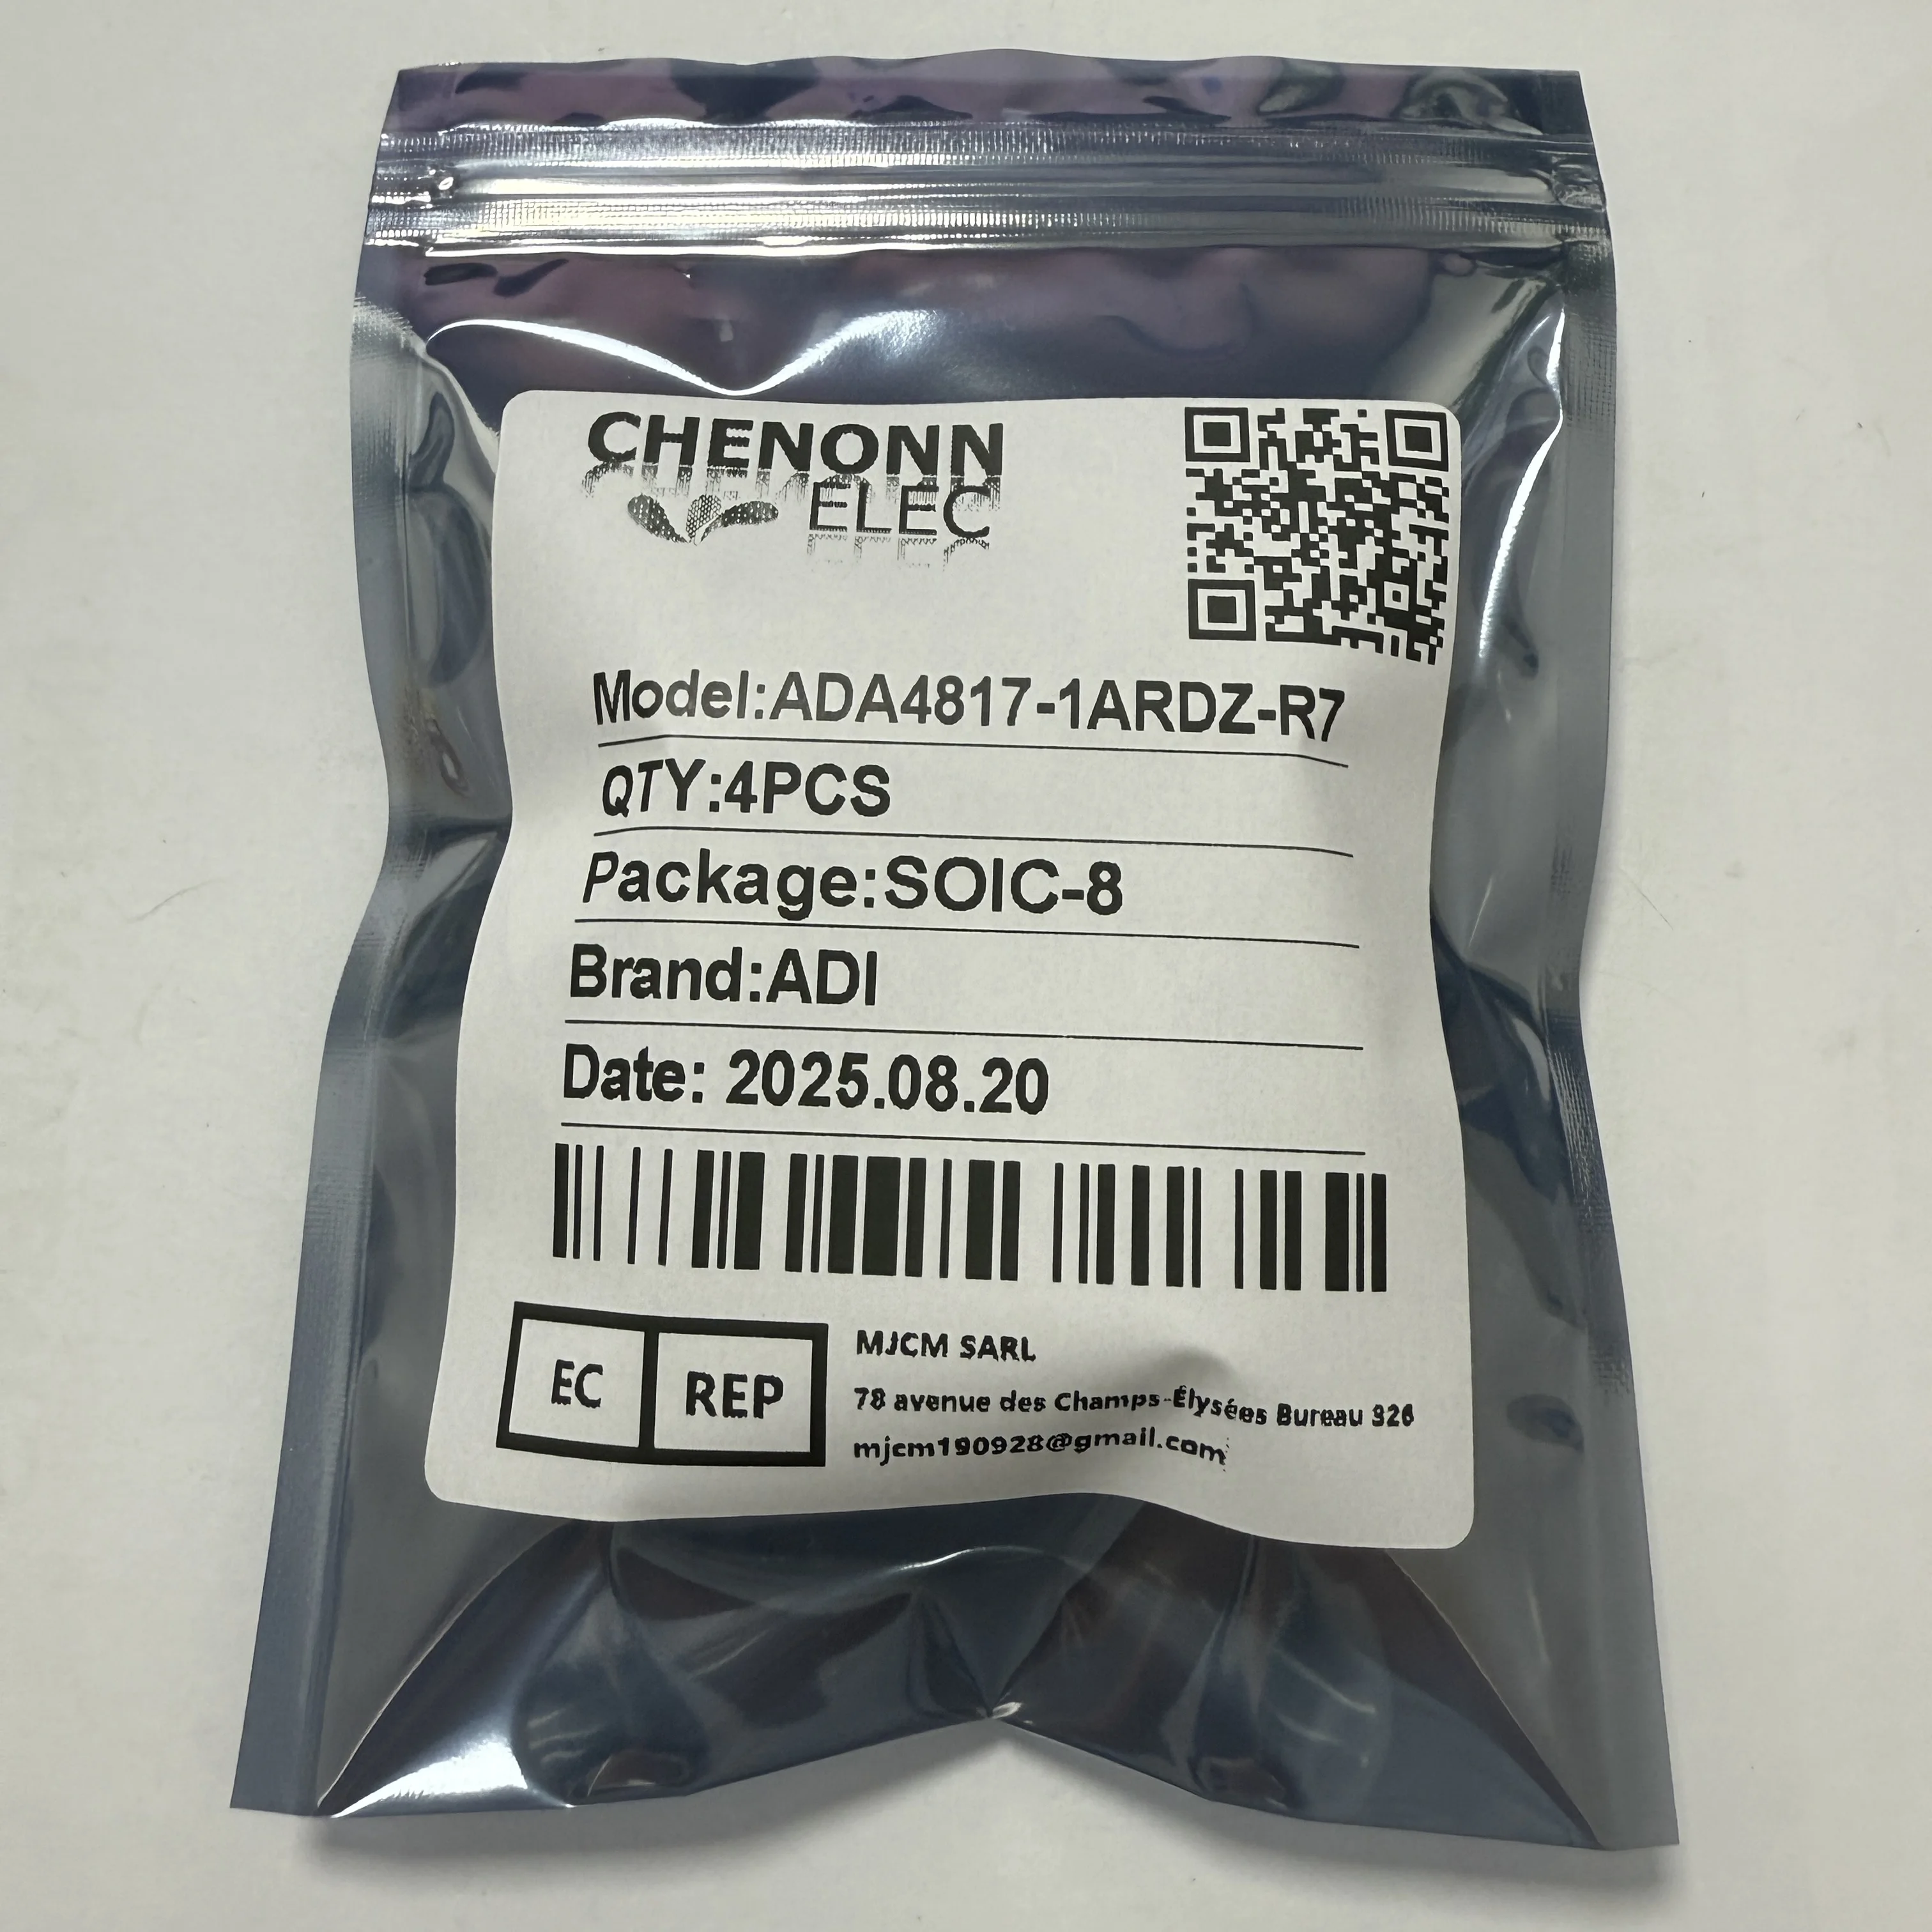 CHENONN
ELEC
Model:ADA4817-1ARDZ-R7
QTY:4PCS
Package:SOIC-8
Brand:ADI
Date: 2025.08.20
EC REP
MJCM SARL
78 avenue des Champs-Élysées Bureau 326
mjcm190928@gmail.com